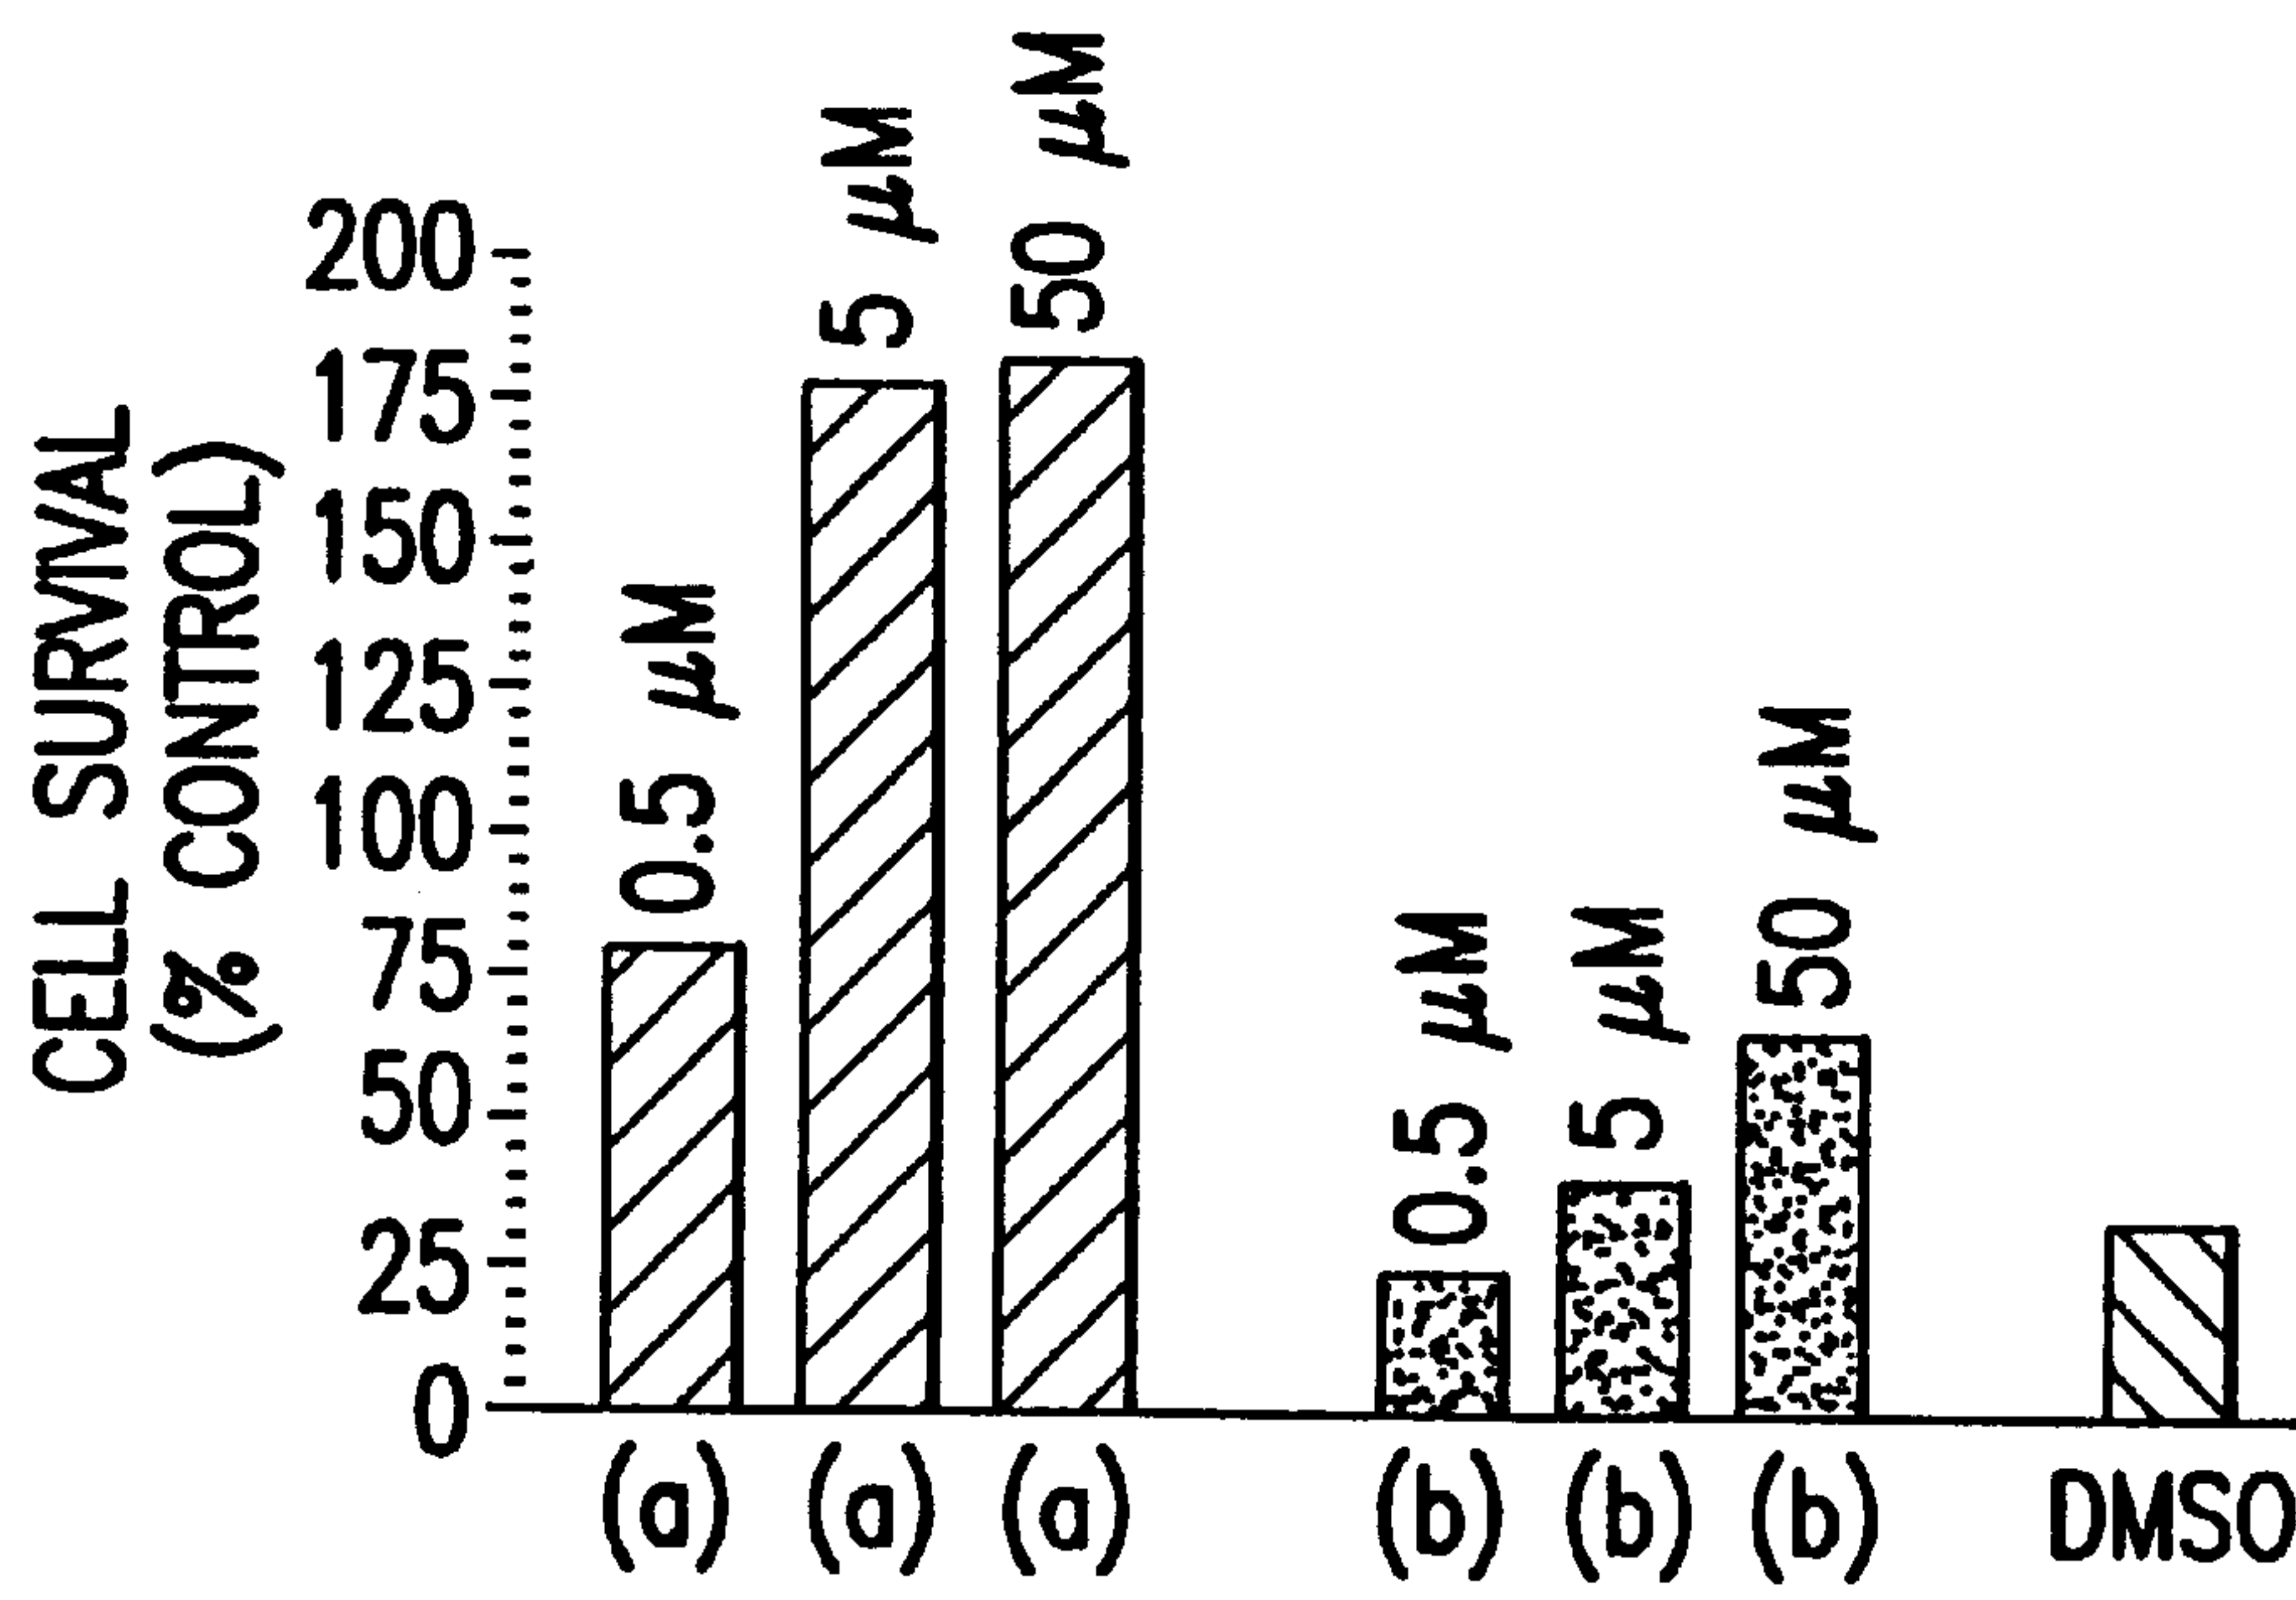 CELL SURVIVAL
(% CONTROL)
200
175
150
125
100
75
50
25
0
0.5 μM
5 μM
50 μM
0.5 μM
5 μM
50 μM
(a) (a) (a) (b) (b) (b) DMSO